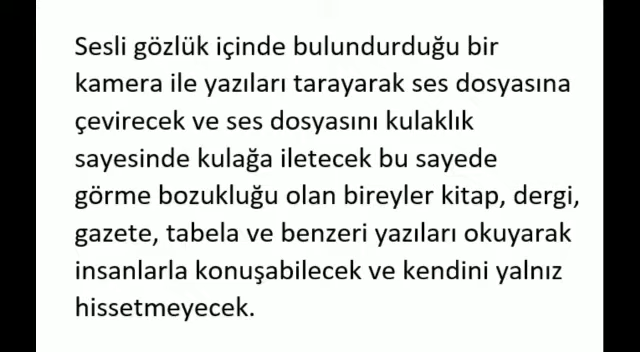 Sesli gözlük içinde bulundurduğu bir
kamera ile yazıları tarayarak ses dosyasına
çevirecek ve ses dosyasını kulaklık
sayesinde kulağa iletecek bu sayede
görme bozukluğu olan bireyler kitap, dergi,
gazete, tabela ve benzeri yazıları okuyarak
insanlarla konuşabilecek ve kendini yalnız
hissetmeyecek.